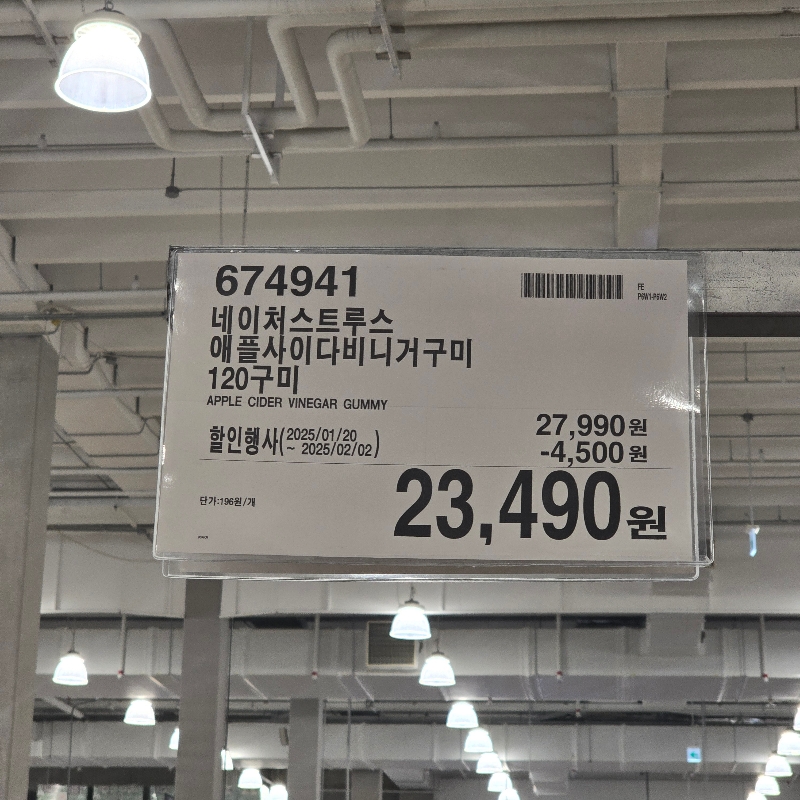 674941
FE
P6W1-P6W2
네이처스트루스
애플사이다비니거구미
120구미
APPLE CIDER VINEGAR GUMMY
27,990원
할인행사(2025/01/20 ~ 2025/02/02)
-4,500원
23,490원
단가:196원/개